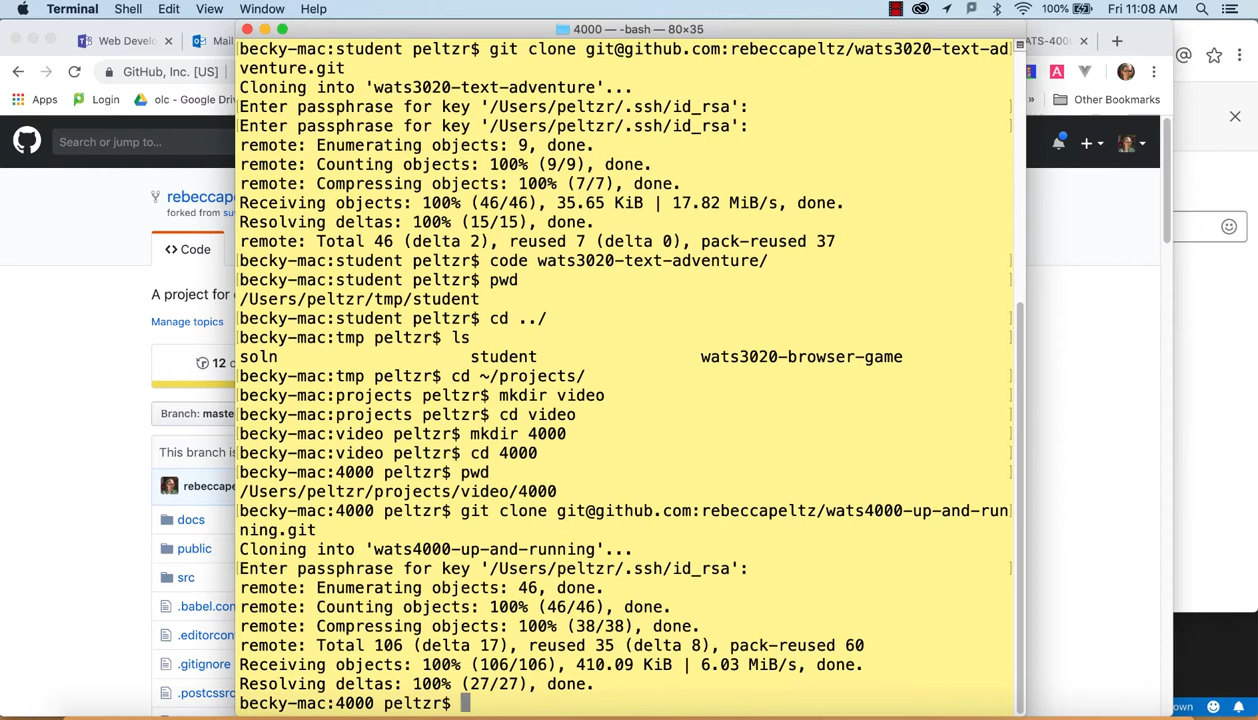 Terminal Shell Edit View Window Help 100% Fri 11:08 AM
4000 — -bash — 80×35
Web Develo
Mail
ATS-400
GitHub, Inc. [US]
Apps Login olc - Google Driv
» Other Bookmarks
Search or jump to...
rebeccape
forked from su
Code
A project for
Manage topics
12 c
Branch: maste
This branch is
rebeccape
docs
public
src
.babel.con
.editorcon
.gitignore
.postcssrc
becky-mac:student peltzr$ git clone git@github.com:rebeccapeltz/wats3020-text-ad
venture.git
Cloning into 'wats3020-text-adventure'...
Enter passphrase for key '/Users/peltzr/.ssh/id_rsa':
Enter passphrase for key '/Users/peltzr/.ssh/id_rsa':
remote: Enumerating objects: 9, done.
remote: Counting objects: 100% (9/9), done.
remote: Compressing objects: 100% (7/7), done.
Receiving objects: 100% (46/46), 35.65 KiB | 17.82 MiB/s, done.
Resolving deltas: 100% (15/15), done.
remote: Total 46 (delta 2), reused 7 (delta 0), pack-reused 37
becky-mac:student peltzr$ code wats3020-text-adventure/
becky-mac:student peltzr$ pwd
/Users/peltzr/tmp/student
becky-mac:student peltzr$ cd ../
becky-mac:tmp peltzr$ ls
soln student wats3020-browser-game
becky-mac:tmp peltzr$ cd ~/projects/
becky-mac:projects peltzr$ mkdir video
becky-mac:projects peltzr$ cd video
becky-mac:video peltzr$ mkdir 4000
becky-mac:video peltzr$ cd 4000
becky-mac:4000 peltzr$ pwd
/Users/peltzr/projects/video/4000
becky-mac:4000 peltzr$ git clone git@github.com:rebeccapeltz/wats4000-up-and-run
ning.git
Cloning into 'wats4000-up-and-running'...
Enter passphrase for key '/Users/peltzr/.ssh/id_rsa':
remote: Enumerating objects: 46, done.
remote: Counting objects: 100% (46/46), done.
remote: Compressing objects: 100% (38/38), done.
remote: Total 106 (delta 17), reused 35 (delta 8), pack-reused 60
Receiving objects: 100% (106/106), 410.09 KiB | 6.03 MiB/s, done.
Resolving deltas: 100% (27/27), done.
becky-mac:4000 peltzr$
own